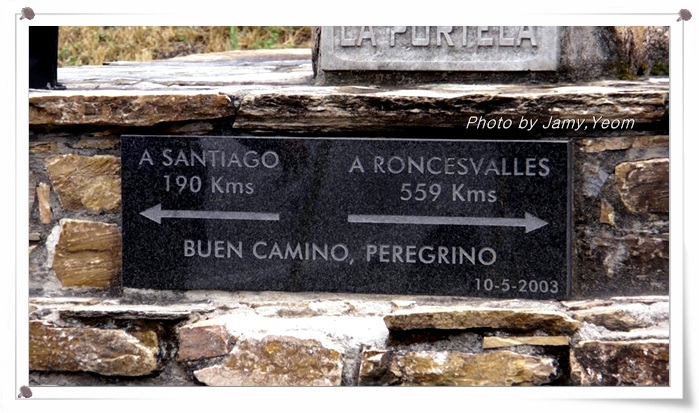 LA PORTELA
Photo by Jamy,Yeom
A SANTIAGO
190 Kms
A RONCESVALLES
559 Kms
BUEN CAMINO, PEREGRINO
10-5-2003